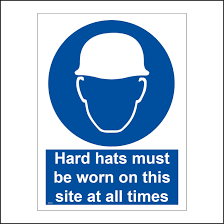 Hard hats must
be worn on this
site at all times